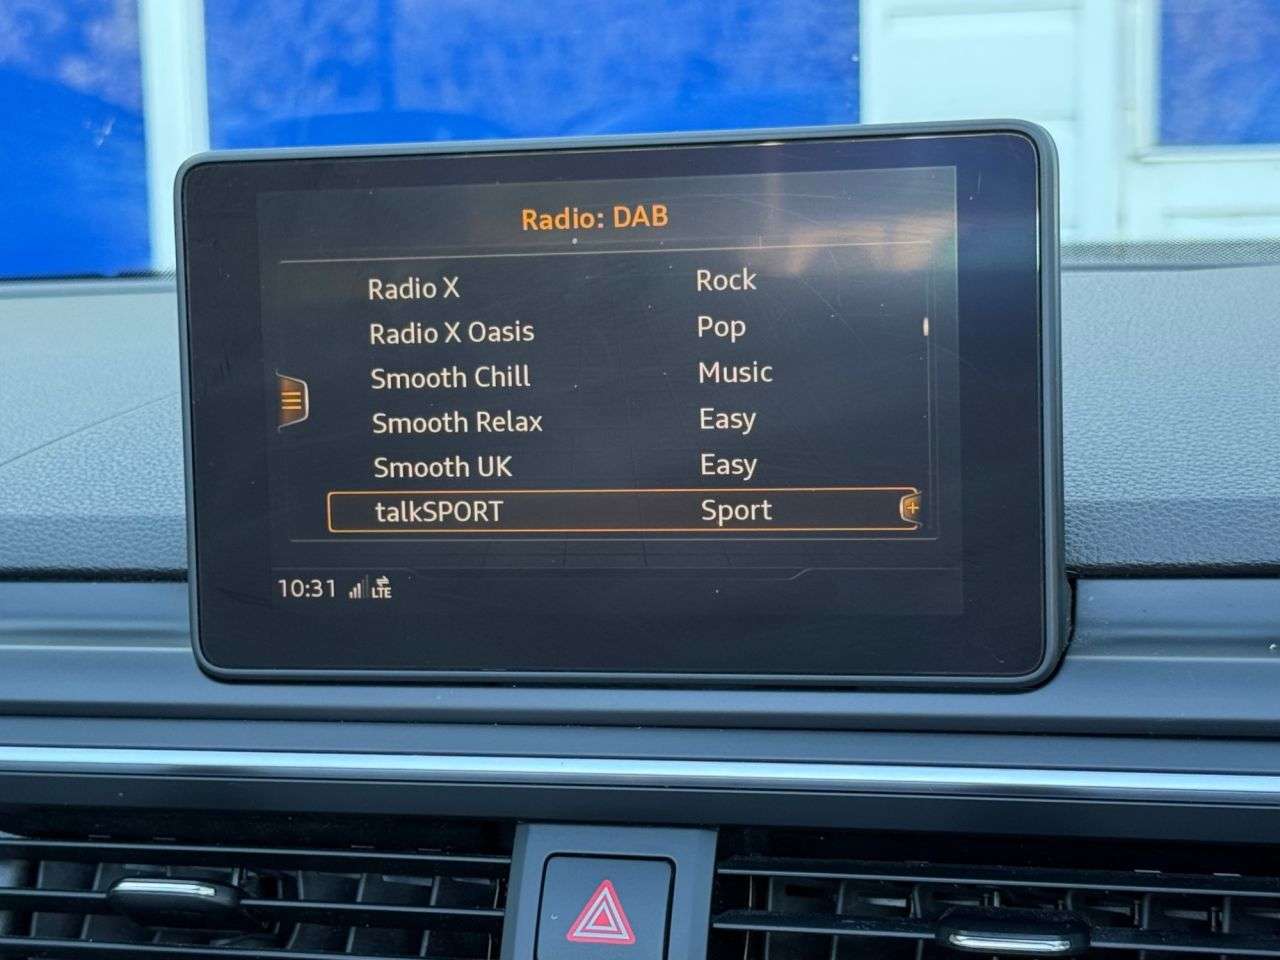 Radio: DAB
Radio X Rock
Radio X Oasis Pop
Smooth Chill Music
Smooth Relax Easy
Smooth UK Easy
talkSPORT Sport
10:31 LTE